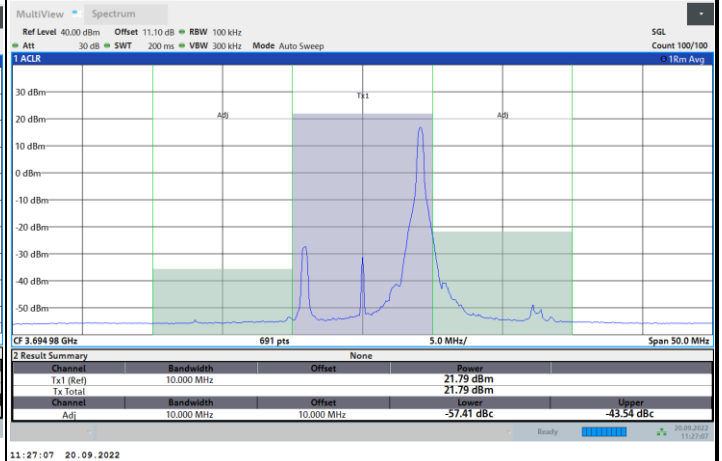 MultiView Spectrum
Ref Level 40.00 dBm Offset 11.10 dB RBW 100 kHz SGL
Att 30 dB SWT 200 ms VBW 300 kHz Mode Auto Sweep Count 100/100
1 ACLR 1Rm Avg
30 dBm
Tx1
20 dBm Adj Adj
10 dBm
0 dBm
-10 dBm
-20 dBm
-30 dBm
-40 dBm
-50 dBm
CF 3.694 98 GHz 691 pts 5.0 MHz/ Span 50.0 MHz
2 Result Summary None
Channel Bandwidth Offset Power
Tx1 (Ref) 10.000 MHz 21.79 dBm
Tx Total 21.79 dBm
Channel Bandwidth Offset Lower Upper
Adj 10.000 MHz 10.000 MHz -57.41 dBc -43.54 dBc
Ready 20.09.2022
11:27:07
11:27:07 20.09.2022